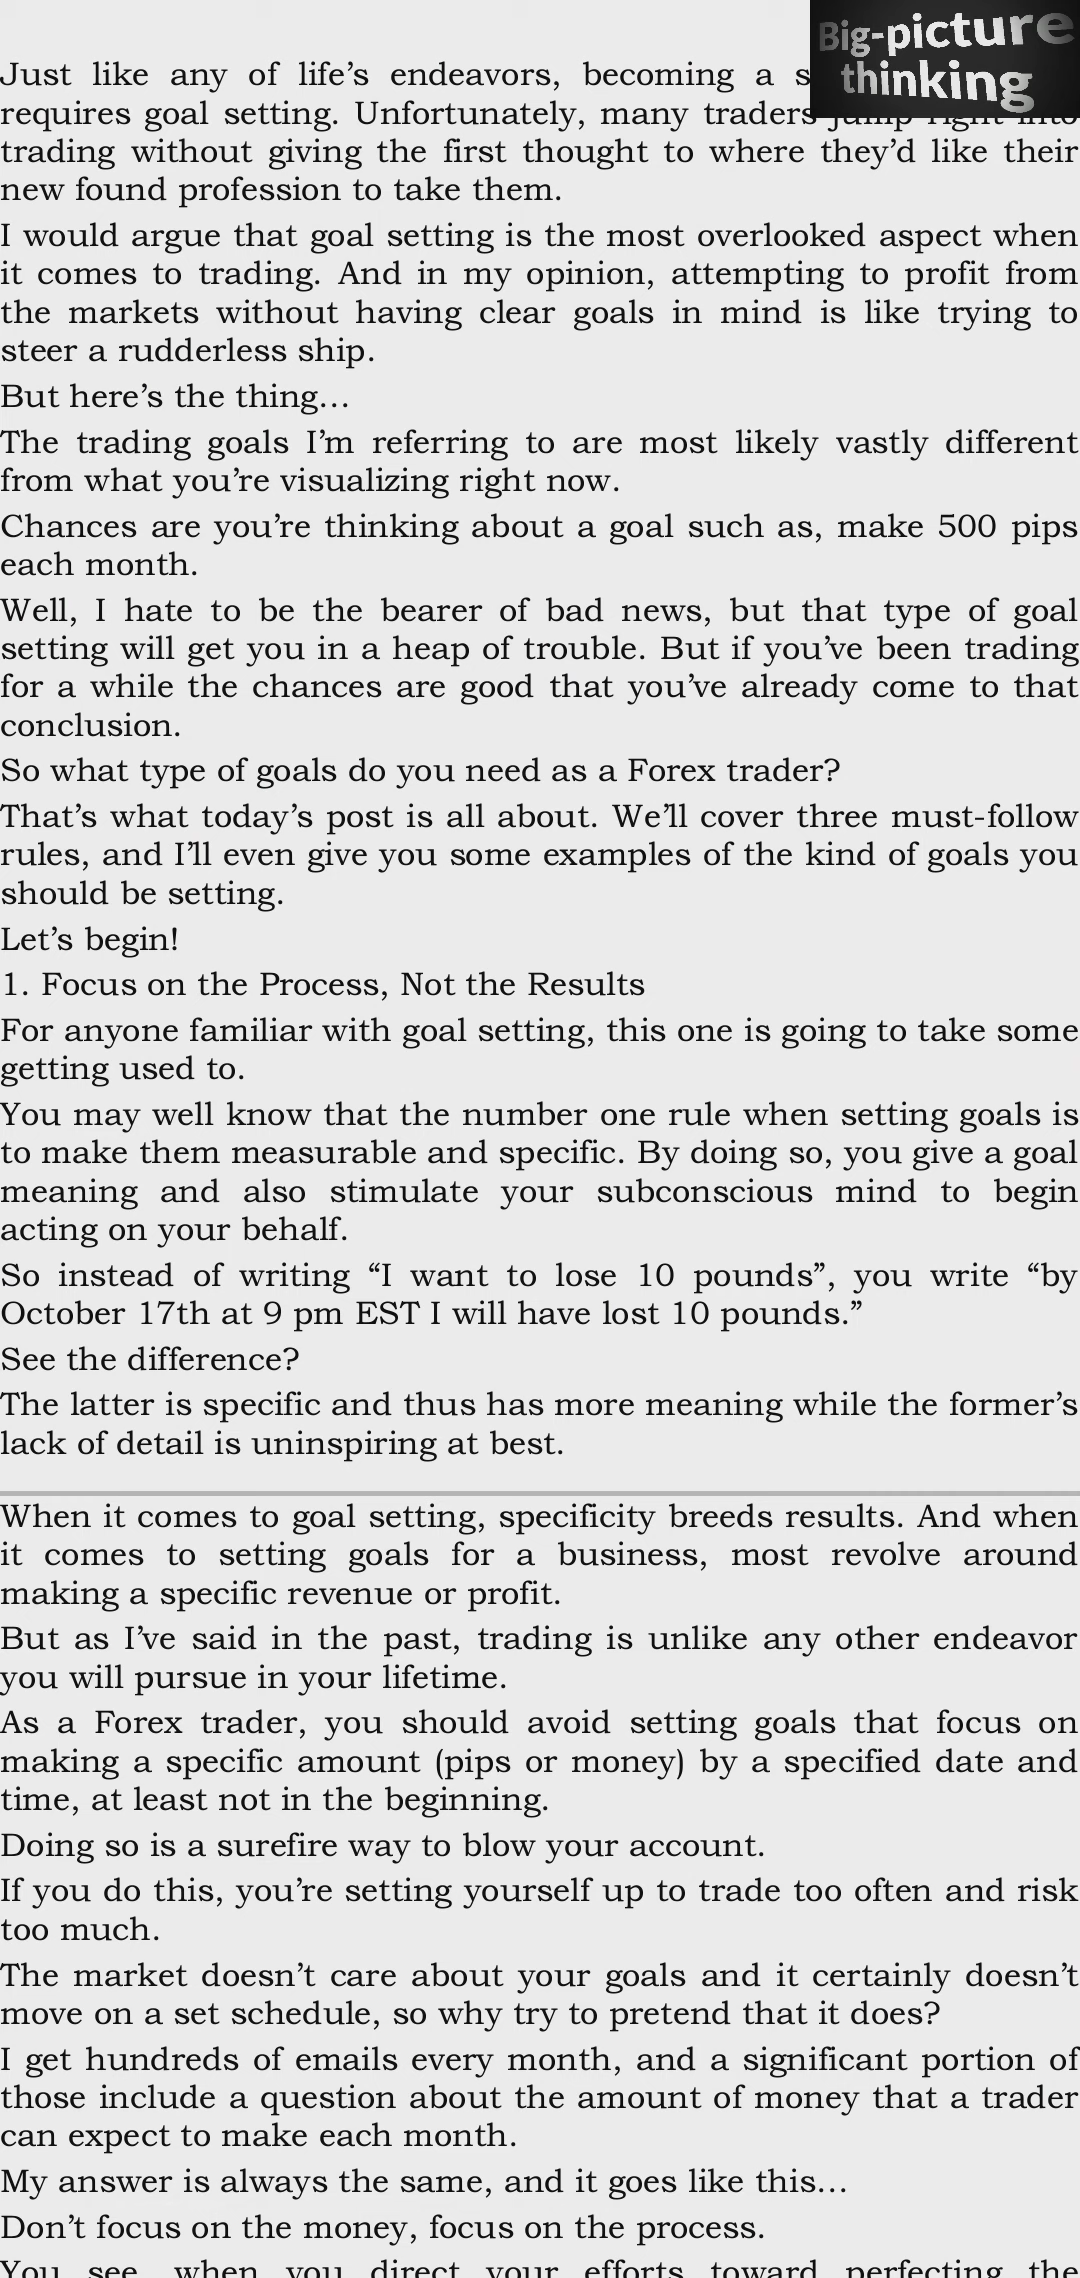 Big-picture
thinking
Just like any of life’s endeavors, becoming a
requires goal setting. Unfortunately, many traders jump right into
trading without giving the first thought to where they’d like their
new found profession to take them.
I would argue that goal setting is the most overlooked aspect when
it comes to trading. And in my opinion, attempting to profit from
the markets without having clear goals in mind is like trying to
steer a rudderless ship.
But here’s the thing…
The trading goals I’m referring to are most likely vastly different
from what you’re visualizing right now.
Chances are you’re thinking about a goal such as, make 500 pips
each month.
Well, I hate to be the bearer of bad news, but that type of goal
setting will get you in a heap of trouble. But if you’ve been trading
for a while the chances are good that you’ve already come to that
conclusion.
So what type of goals do you need as a Forex trader?
That’s what today’s post is all about. We’ll cover three must-follow
rules, and I’ll even give you some examples of the kind of goals you
should be setting.
Let’s begin!
1. Focus on the Process, Not the Results
For anyone familiar with goal setting, this one is going to take some
getting used to.
You may well know that the number one rule when setting goals is
to make them measurable and specific. By doing so, you give a goal
meaning and also stimulate your subconscious mind to begin
acting on your behalf.
So instead of writing “I want to lose 10 pounds”, you write “by
October 17th at 9 pm EST I will have lost 10 pounds.”
See the difference?
The latter is specific and thus has more meaning while the former’s
lack of detail is uninspiring at best.
When it comes to goal setting, specificity breeds results. And when
it comes to setting goals for a business, most revolve around
making a specific revenue or profit.
But as I’ve said in the past, trading is unlike any other endeavor
you will pursue in your lifetime.
As a Forex trader, you should avoid setting goals that focus on
making a specific amount (pips or money) by a specified date and
time, at least not in the beginning.
Doing so is a surefire way to blow your account.
If you do this, you’re setting yourself up to trade too often and risk
too much.
The market doesn’t care about your goals and it certainly doesn’t
move on a set schedule, so why try to pretend that it does?
I get hundreds of emails every month, and a significant portion of
those include a question about the amount of money that a trader
can expect to make each month.
My answer is always the same, and it goes like this…
Don’t focus on the money, focus on the process.
You see, when you direct your efforts toward perfecting the